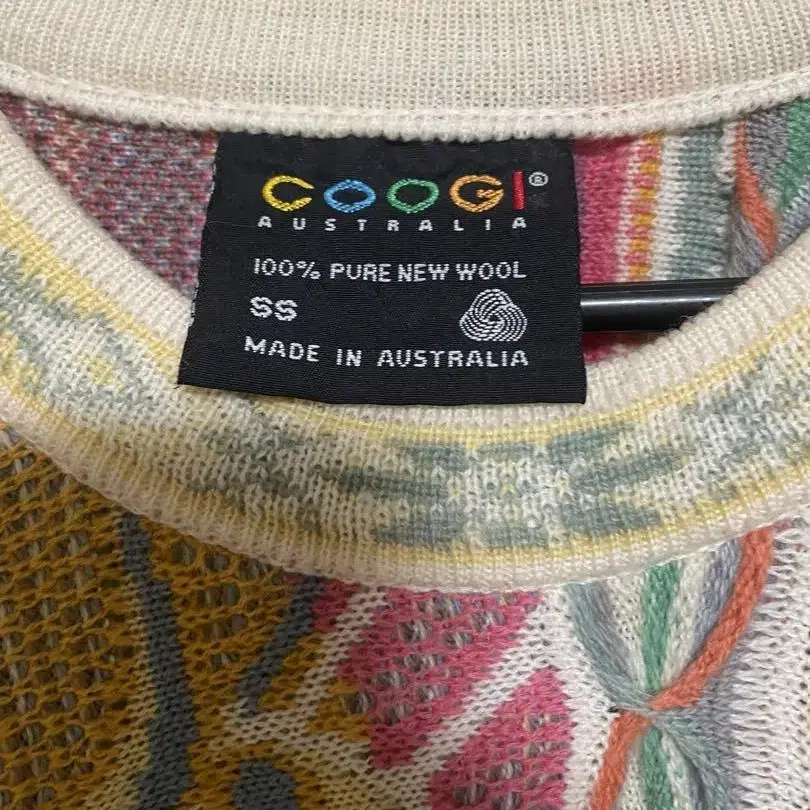 COOGI®
AUSTRALIA
100% PURE NEW WOOL
SS
MADE IN AUSTRALIA